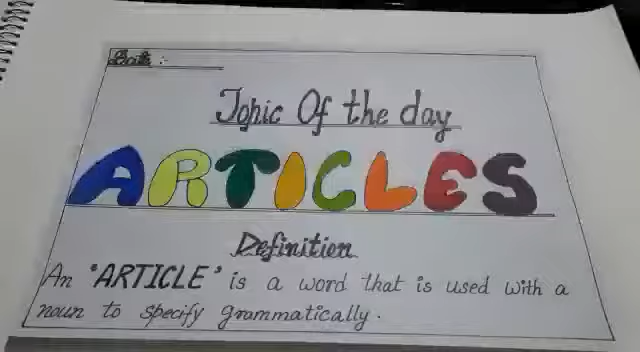 Date :
Topic Of the day
ARTICLES
Definition
An 'ARTICLE' is a word that is used with a
noun to specify grammatically.